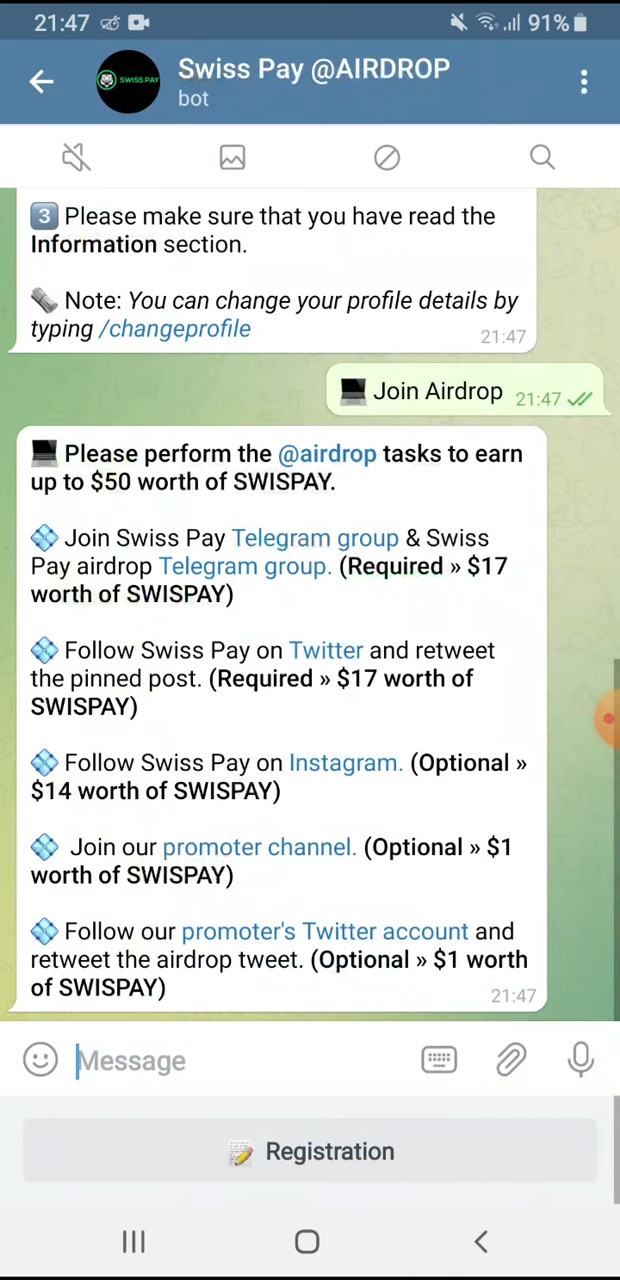 21:47 91%
Swiss Pay @AIRDROP
SWISS PAY
bot
3 Please make sure that you have read the
Information section.
Note: You can change your profile details by
typing /changeprofile 21:47
Join Airdrop 21:47
Please perform the @airdrop tasks to earn
up to $50 worth of SWISPAY.
Join Swiss Pay Telegram group & Swiss
Pay airdrop Telegram group. (Required » $17
worth of SWISPAY)
Follow Swiss Pay on Twitter and retweet
the pinned post. (Required » $17 worth of
SWISPAY)
Follow Swiss Pay on Instagram. (Optional »
$14 worth of SWISPAY)
Join our promoter channel. (Optional » $1
worth of SWISPAY)
Follow our promoter's Twitter account and
retweet the airdrop tweet. (Optional » $1 worth
of SWISPAY) 21:47
Message
Registration